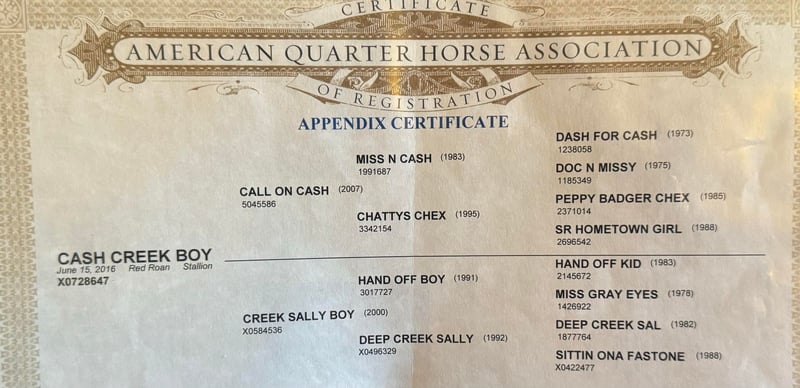 CERTIFICATE
AMERICAN QUARTER HORSE ASSOCIATION
OF REGISTRATION
APPENDIX CERTIFICATE
DASH FOR CASH (1973)
1238058
MISS N CASH (1983)
1991687
DOC N MISSY (1975)
1185349
CALL ON CASH (2007)
5045586
PEPPY BADGER CHEX (1985)
2371014
CHATTYS CHEX (1995)
3342154
SR HOMETOWN GIRL (1988)
2696542
CASH CREEK BOY
June 15, 2016 Red Roan Stallion
X0728647
HAND OFF KID (1983)
2145672
HAND OFF BOY (1991)
3017727
MISS GRAY EYES (1978)
1426922
CREEK SALLY BOY (2000)
X0584536
DEEP CREEK SAL (1982)
1877764
DEEP CREEK SALLY (1992)
X0496329
SITTIN ONA FASTONE (1988)
X0422477